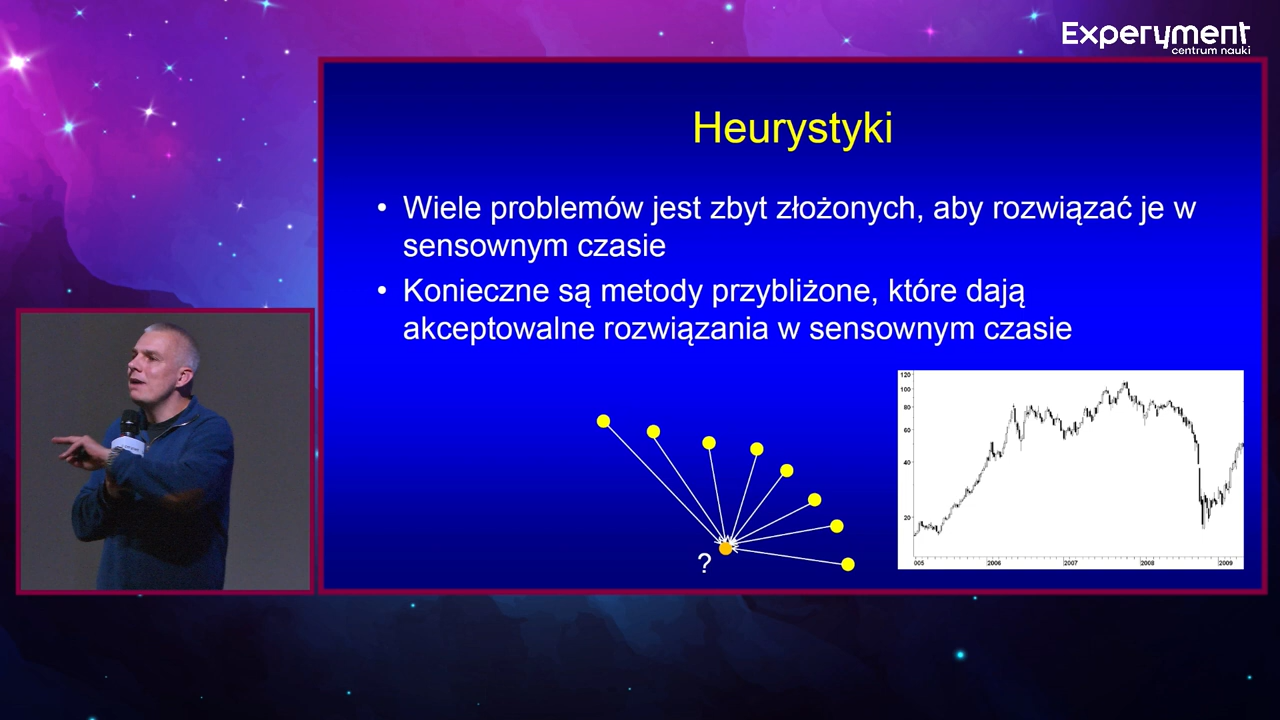 Experyment
centrum nauki
Heurystyki
• Wiele problemów jest zbyt złożonych, aby rozwiązać je w
sensownym czasie
• Konieczne są metody przybliżone, które dają
akceptowalne rozwiązania w sensownym czasie
?
120
100
80
60
40
20
005 2006 2007 2008 2009